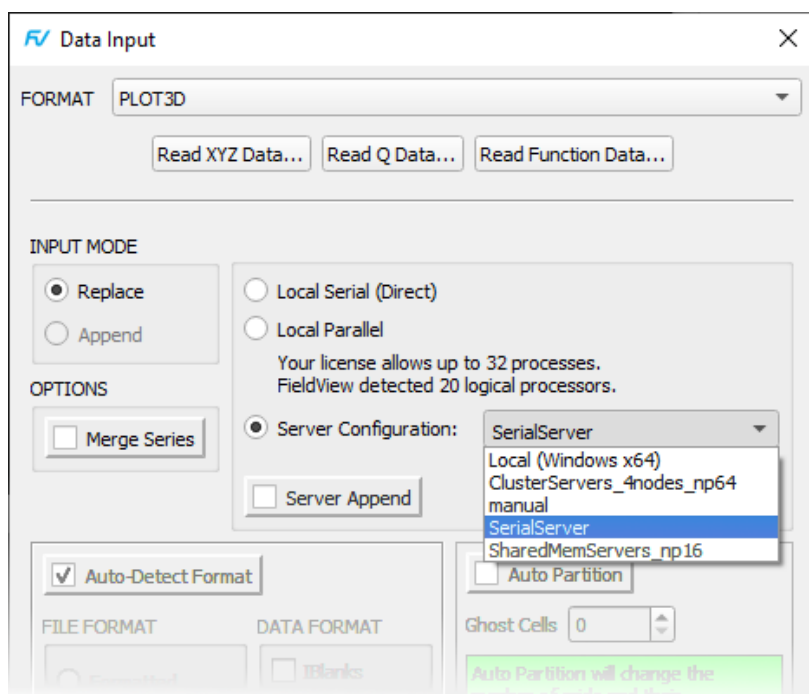 FV Data Input
FORMAT PLOT3D
Read XYZ Data... Read Q Data... Read Function Data...
INPUT MODE
Replace
Append
OPTIONS
Merge Series
Local Serial (Direct)
Local Parallel
Your license allows up to 32 processes.
FieldView detected 20 logical processors.
Server Configuration: SerialServer
Local (Windows x64)
ClusterServers_4nodes_np64
manual
SerialServer
SharedMemServers_np16
Server Append
Auto-Detect Format
FILE FORMAT DATA FORMAT
Formatted IBlanks
Auto Partition
Ghost Cells 0
Auto Partition will change the